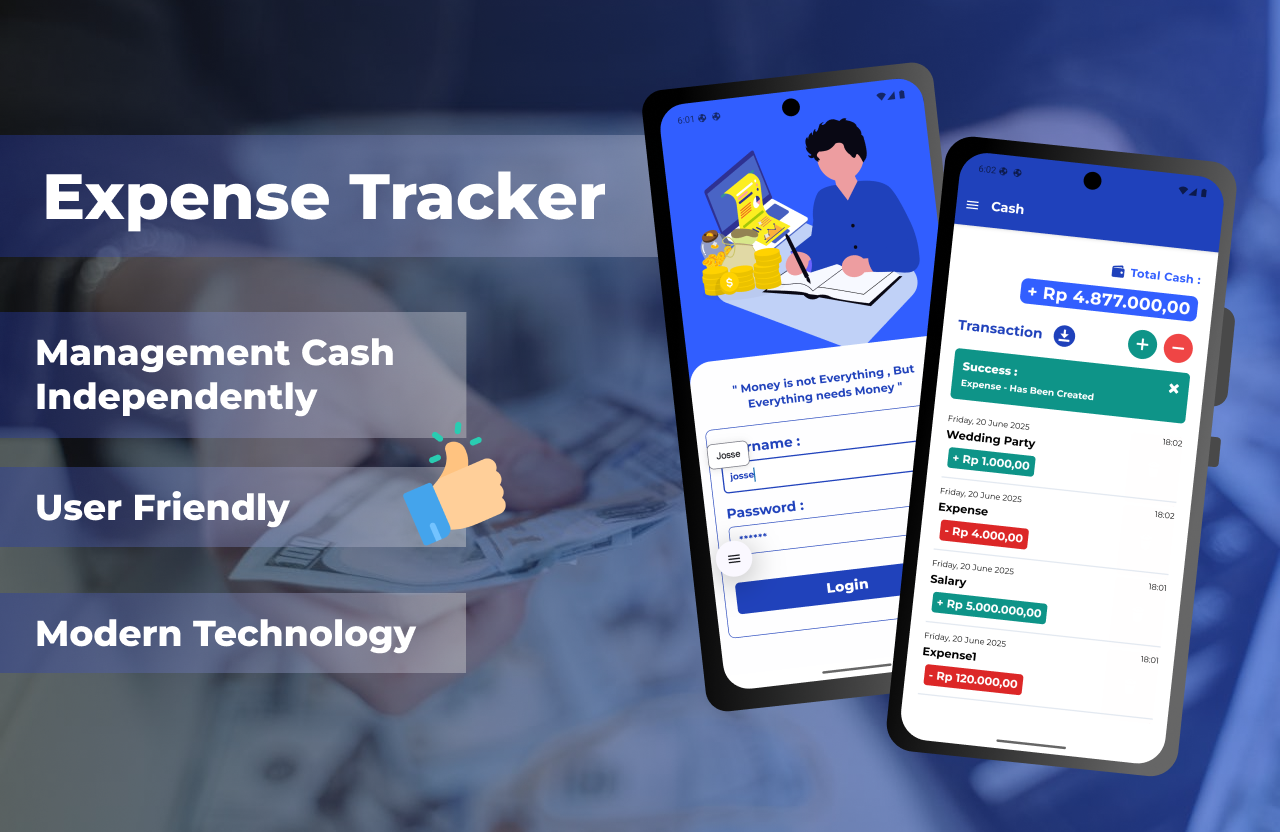 Expense Tracker
Management Cash
Independently
User Friendly
Modern Technology
6:01
$
" Money is not Everything , But
Everything needs Money "
rname :
Josse
josse
Password :
******
Login
6:02
Cash
Total Cash :
+ Rp 4.877.000,00
Transaction
Success :
Expense - Has Been Created
Friday, 20 June 2025
18:02
Wedding Party
+ Rp 1.000,00
Friday, 20 June 2025
18:02
Expense
- Rp 4.000,00
Friday, 20 June 2025
18:01
Salary
+ Rp 5.000.000,00
Friday, 20 June 2025
18:01
Expense1
- Rp 120.000,00